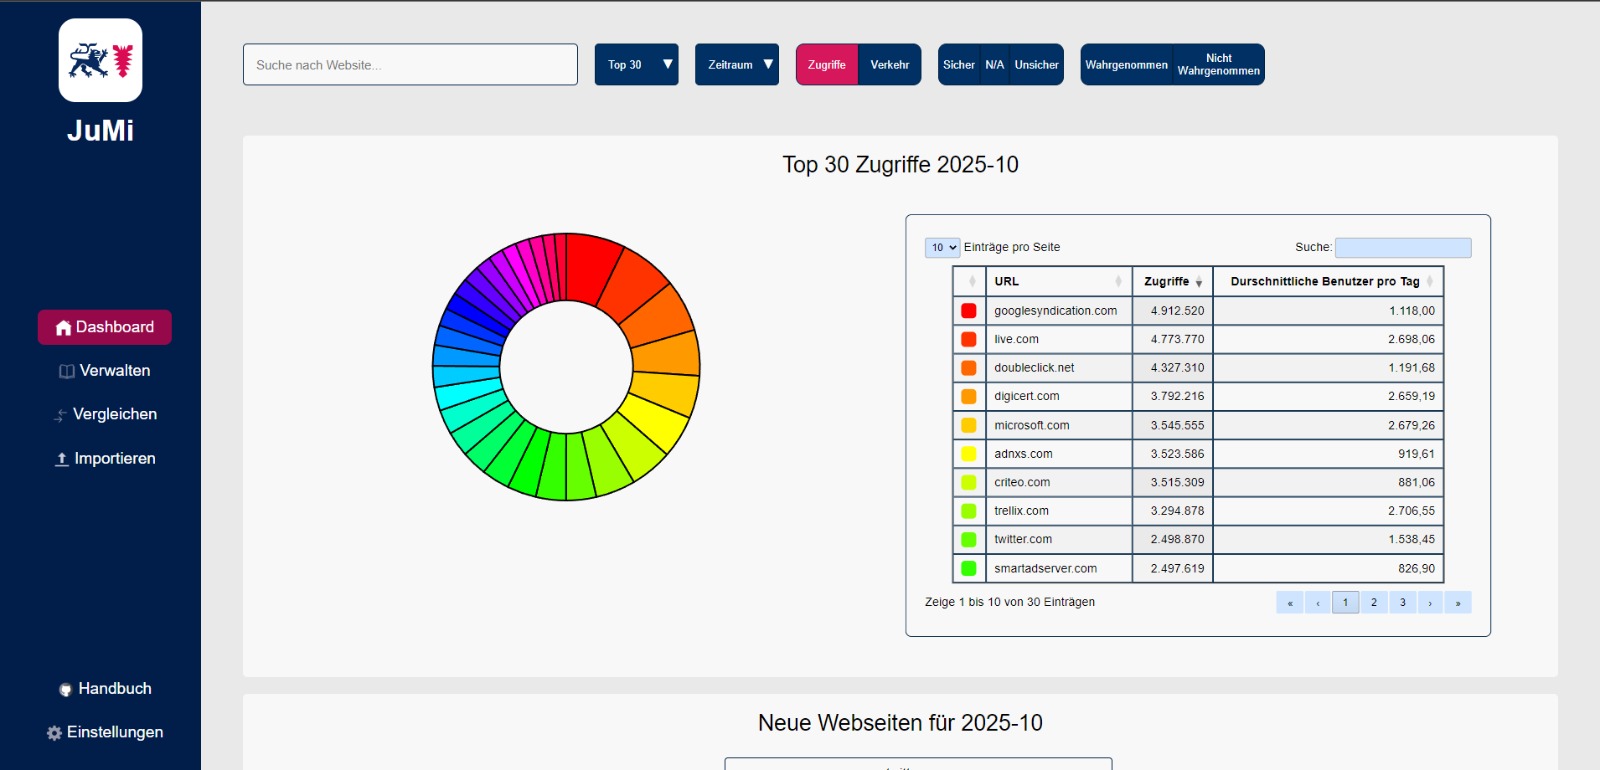 JuMi
Dashboard
Verwalten
Vergleichen
Importieren
Handbuch
Einstellungen
Suche nach Website...
Top 30 ▼
Zeitraum ▼
Zugriffe Verkehr
Sicher N/A Unsicher
Wahrgenommen Nicht
Wahrgenommen
Top 30 Zugriffe 2025-10
10 Einträge pro Seite Suche:
URL Zugriffe Durschnittliche Benutzer pro Tag
googlesyndication.com 4.912.520 1.118,00
live.com 4.773.770 2.698,06
doubleclick.net 4.327.310 1.191,68
digicert.com 3.792.216 2.659,19
microsoft.com 3.545.555 2.679,26
adnxs.com 3.523.586 919,61
criteo.com 3.515.309 881,06
trellix.com 3.294.878 2.706,55
twitter.com 2.498.870 1.538,45
smartadserver.com 2.497.619 826,90
Zeige 1 bis 10 von 30 Einträgen « ‹ 1 2 3 › »
Neue Webseiten für 2025-10